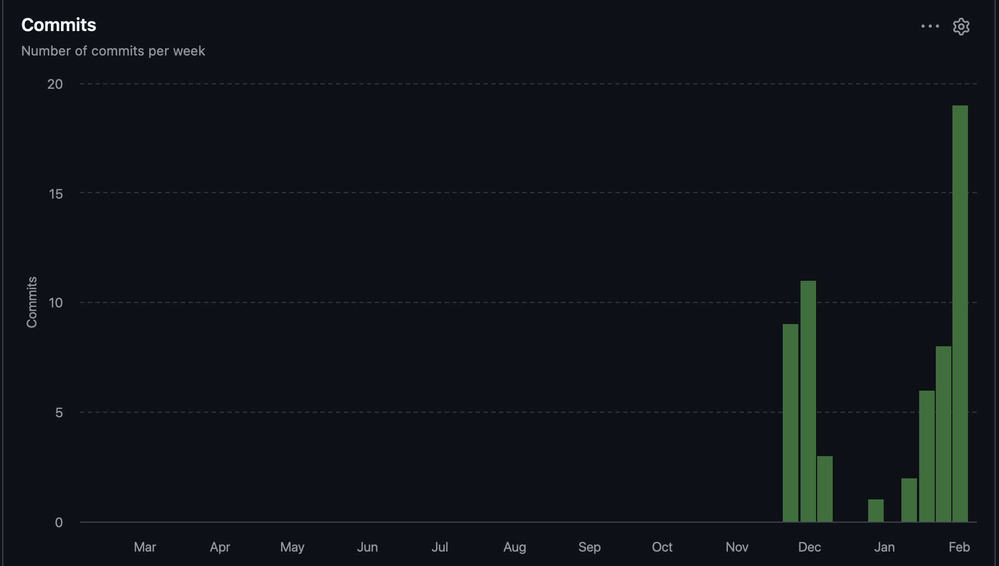 Commits
Number of commits per week
20
15
10
5
0
Commits
Mar Apr May Jun Jul Aug Sep Oct Nov Dec Jan Feb